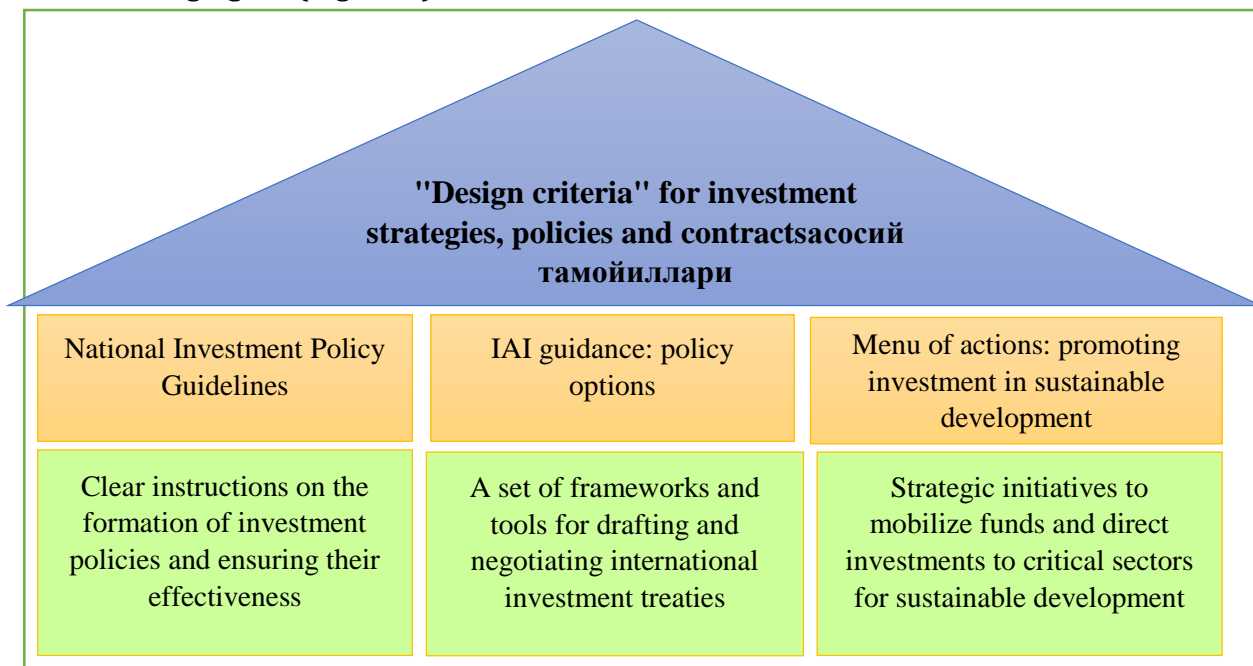 "Design criteria" for investment
strategies, policies and contractsасосий
тамойиллари
National Investment Policy
Guidelines
IAI guidance: policy
options
Menu of actions: promoting
investment in sustainable
development
Clear instructions on the
formation of investment
policies and ensuring their
effectiveness
A set of frameworks and
tools for drafting and
negotiating international
investment treaties
Strategic initiatives to
mobilize funds and direct
investments to critical sectors
for sustainable development